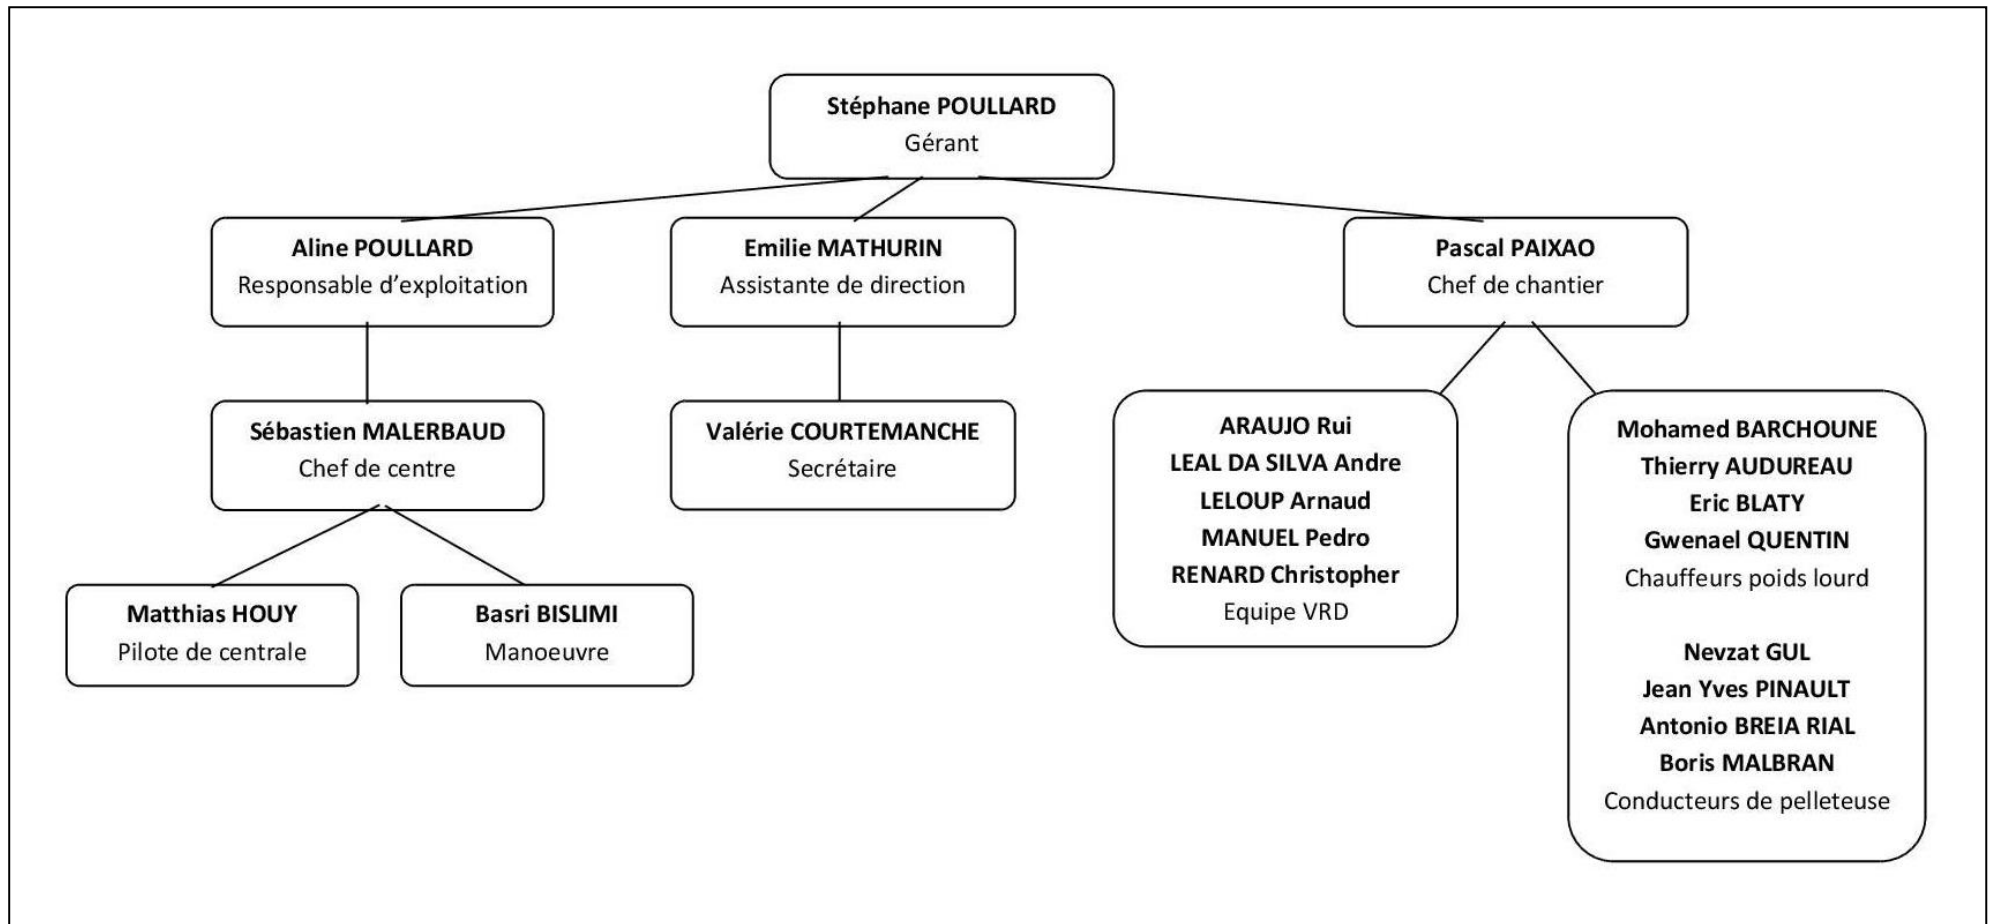 Stéphane POULLARD
Gérant
Aline POULLARD
Responsable d’exploitation
Emilie MATHURIN
Assistante de direction
Pascal PAIXAO
Chef de chantier
Sébastien MALERBAUD
Chef de centre
Valérie COURTEMANCHE
Secrétaire
Matthias HOUY
Pilote de centrale
Basri BISLIMI
Manoeuvre
ARAUJO Rui
LEAL DA SILVA Andre
LELOUP Arnaud
MANUEL Pedro
RENARD Christopher
Equipe VRD
Mohamed BARCHOUNE
Thierry AUDUREAU
Eric BLATY
Gwenael QUENTIN
Chauffeurs poids lourd
Nevzat GUL
Jean Yves PINAULT
Antonio BREIA RIAL
Boris MALBRAN
Conducteurs de pelleteuse